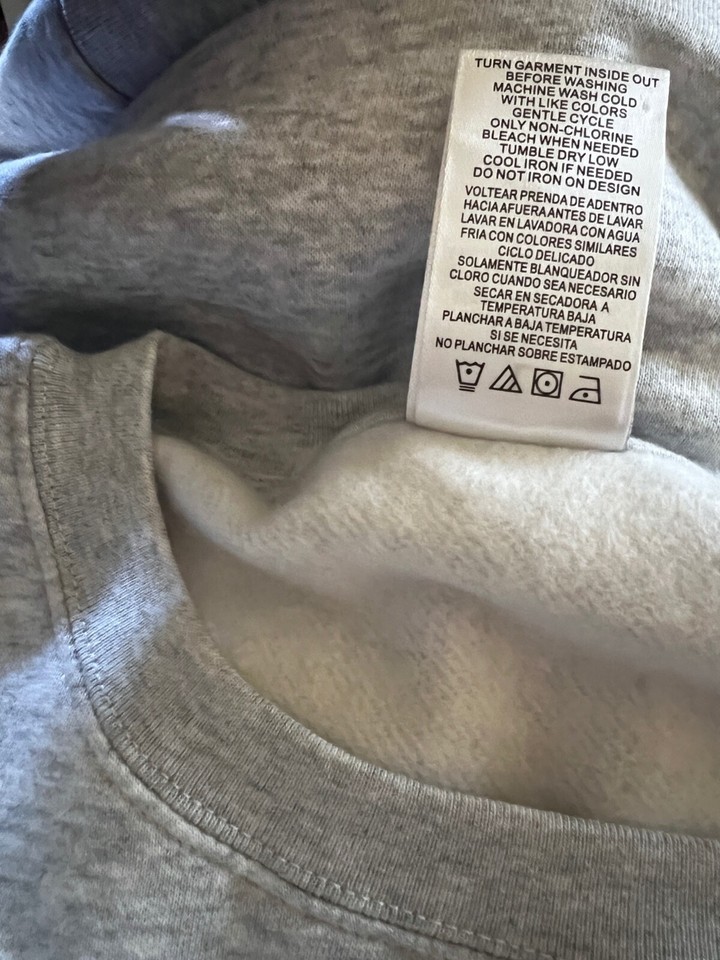 TURN GARMENT INSIDE OUT
BEFORE WASHING
MACHINE WASH COLD
WITH LIKE COLORS
GENTLE CYCLE
ONLY NON-CHLORINE
BLEACH WHEN NEEDED
TUMBLE DRY LOW
COOL IRON IF NEEDED
DO NOT IRON ON DESIGN
VOLTEAR PRENDA DE ADENTRO
HACIA AFUERA ANTES DE LAVAR
LAVAR EN LAVADORA CON AGUA
FRIA CON COLORES SIMILARES
CICLO DELICADO
SOLAMENTE BLANQUEADOR SIN
CLORO CUANDO SEA NECESARIO
SECAR EN SECADORA A
TEMPERATURA BAJA
PLANCHAR A BAJA TEMPERATURA
SI SE NECESITA
NO PLANCHAR SOBRE ESTAMPADO